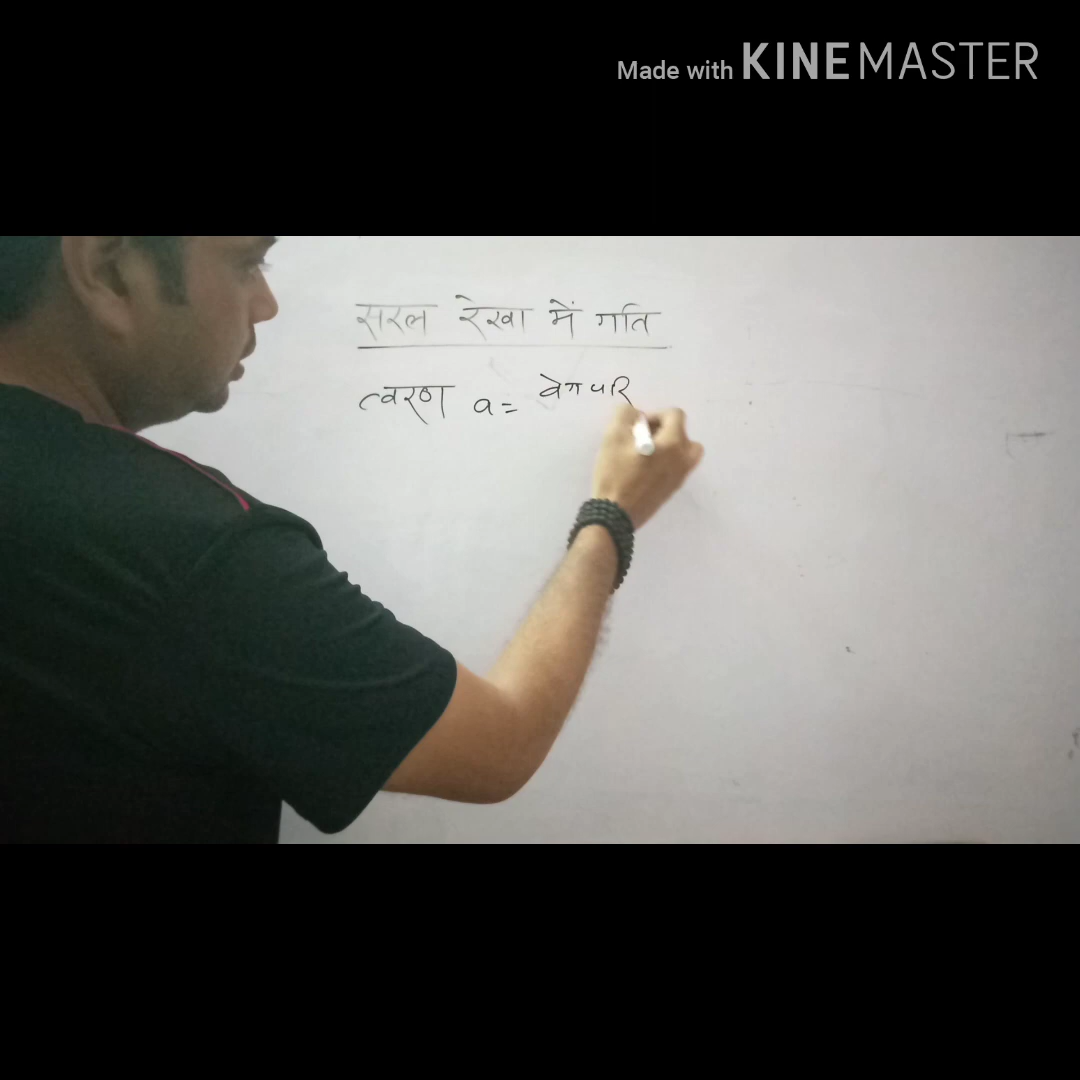 Made with KINEMASTER
सरल रेखा में गति
त्वरण a = वेग परि